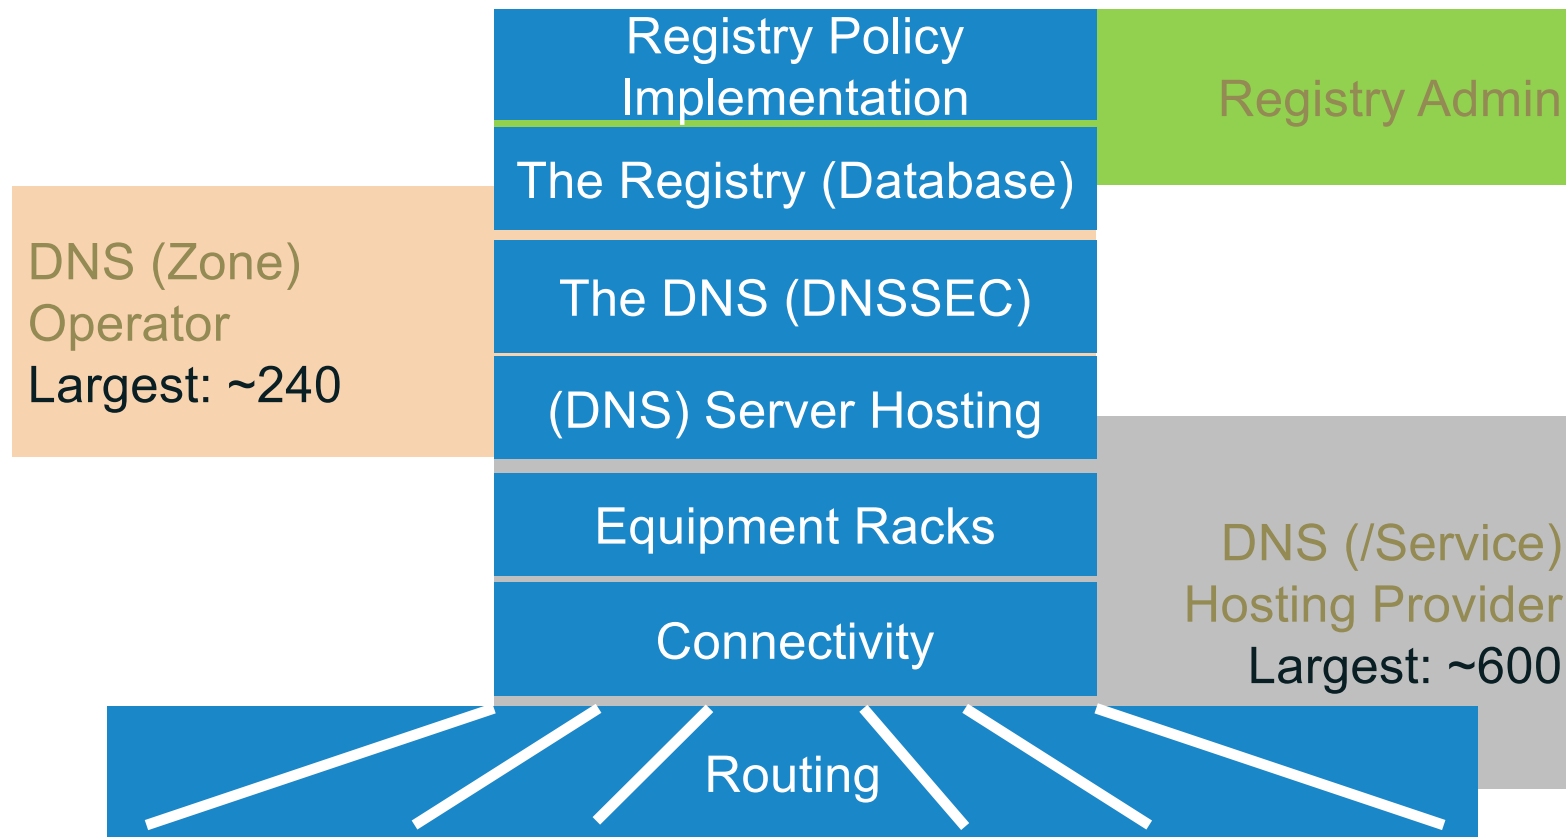 Registry Policy
Implementation
Registry Admin
The Registry (Database)
DNS (Zone)
Operator
Largest: ~240
The DNS (DNSSEC)
(DNS) Server Hosting
Equipment Racks
DNS (/Service)
Hosting Provider
Largest: ~600
Connectivity
Routing